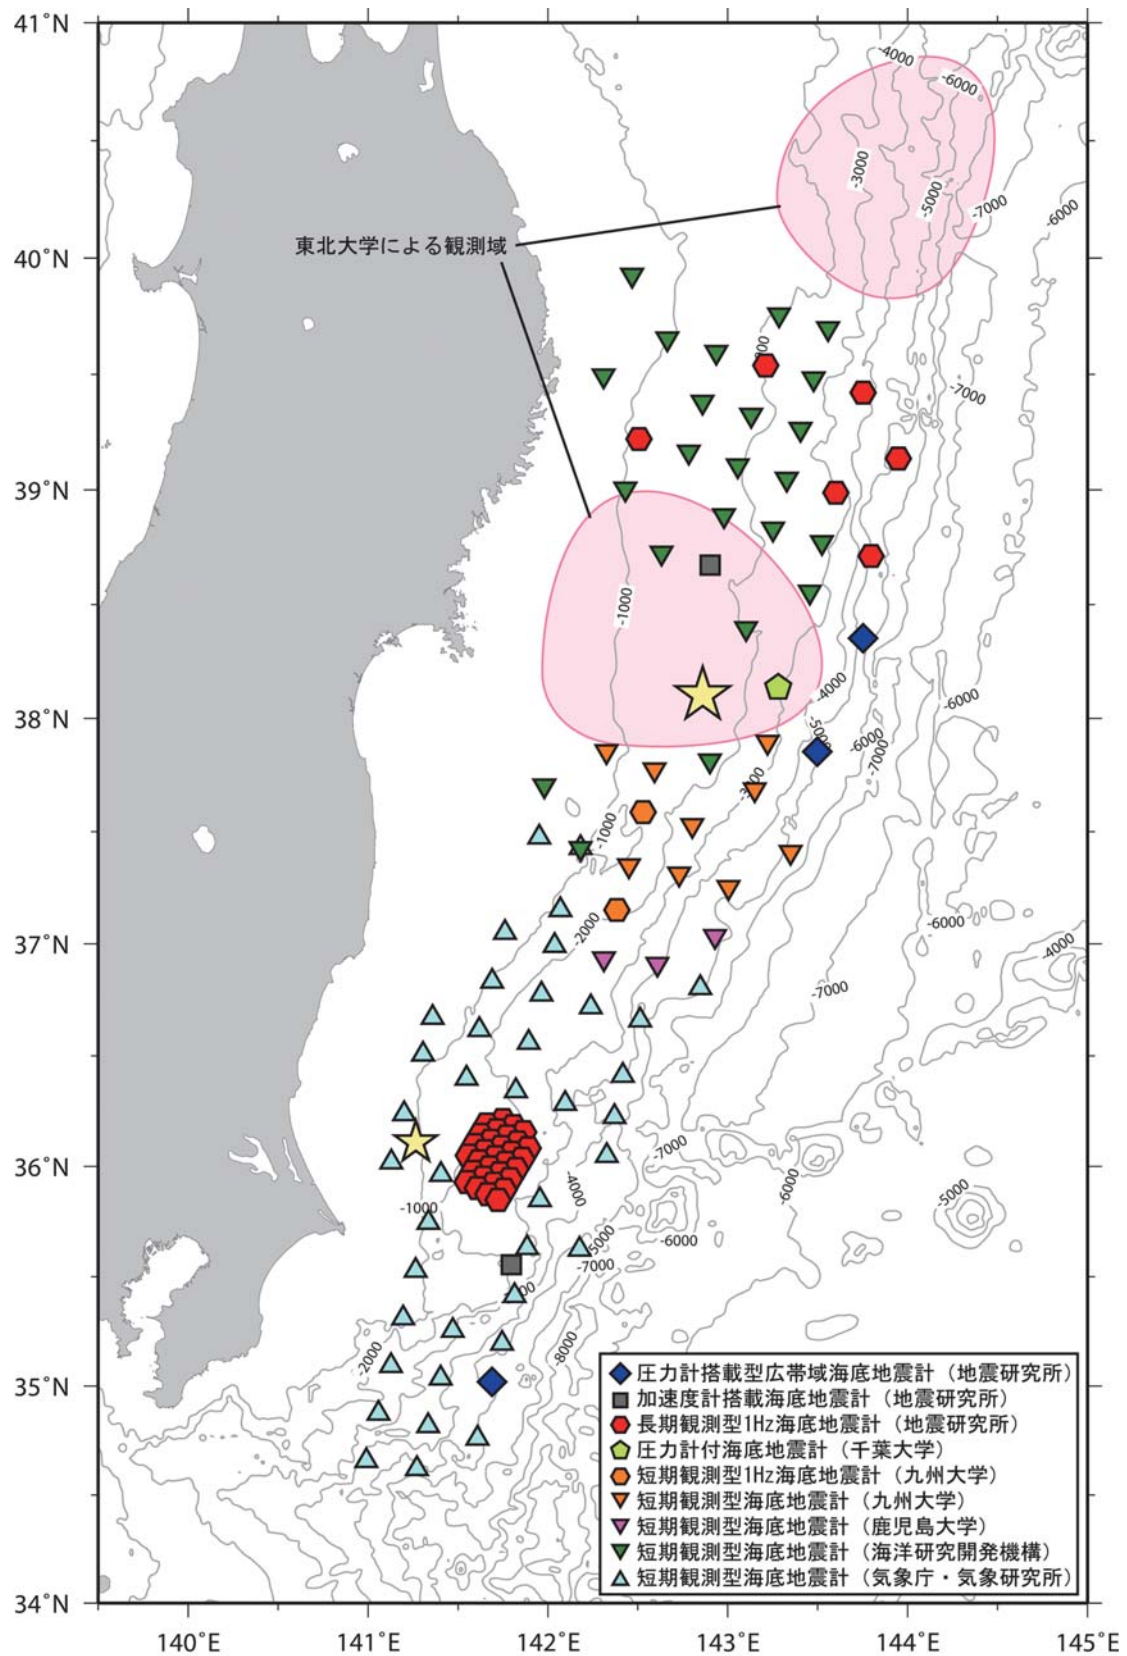 41°N
40°N
39°N
38°N
37°N
36°N
35°N
34°N
140°E
141°E
142°E
143°E
144°E
145°E
東北大学による観測域
-4000
-6000
-3000
-5000
-7000
-6000
-7000
-1000
-4000
-5000
-6000
-7000
-6000
-3000
-1000
-2000
-6000
-4000
-7000
-7000
-6000
-4000
-5000
-1000
-5000
-6000
-7000
-2000
-8000
圧力計搭載型広帯域海底地震計（地震研究所）
加速度計搭載海底地震計（地震研究所）
長期観測型1Hz海底地震計（地震研究所）
圧力計付海底地震計（千葉大学）
短期観測型1Hz海底地震計（九州大学）
短期観測型海底地震計（九州大学）
短期観測型海底地震計（鹿児島大学）
短期観測型海底地震計（海洋研究開発機構）
短期観測型海底地震計（気象庁・気象研究所）